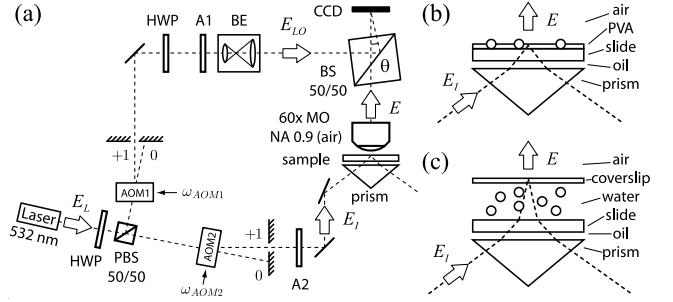 (a)
HWP
A1
BE
E_LO
CCD
BS
50/50
θ
E
60x MO
NA 0.9 (air)
sample
prism
+1
0
AOM1
ω_AOM1
Laser
532 nm
E_L
HWP
PBS
50/50
AOM2
ω_AOM2
+1
0
A2
E_I
(b)
E
air
PVA
slide
oil
prism
E_I
(c)
E
air
coverslip
water
slide
oil
prism
E_I